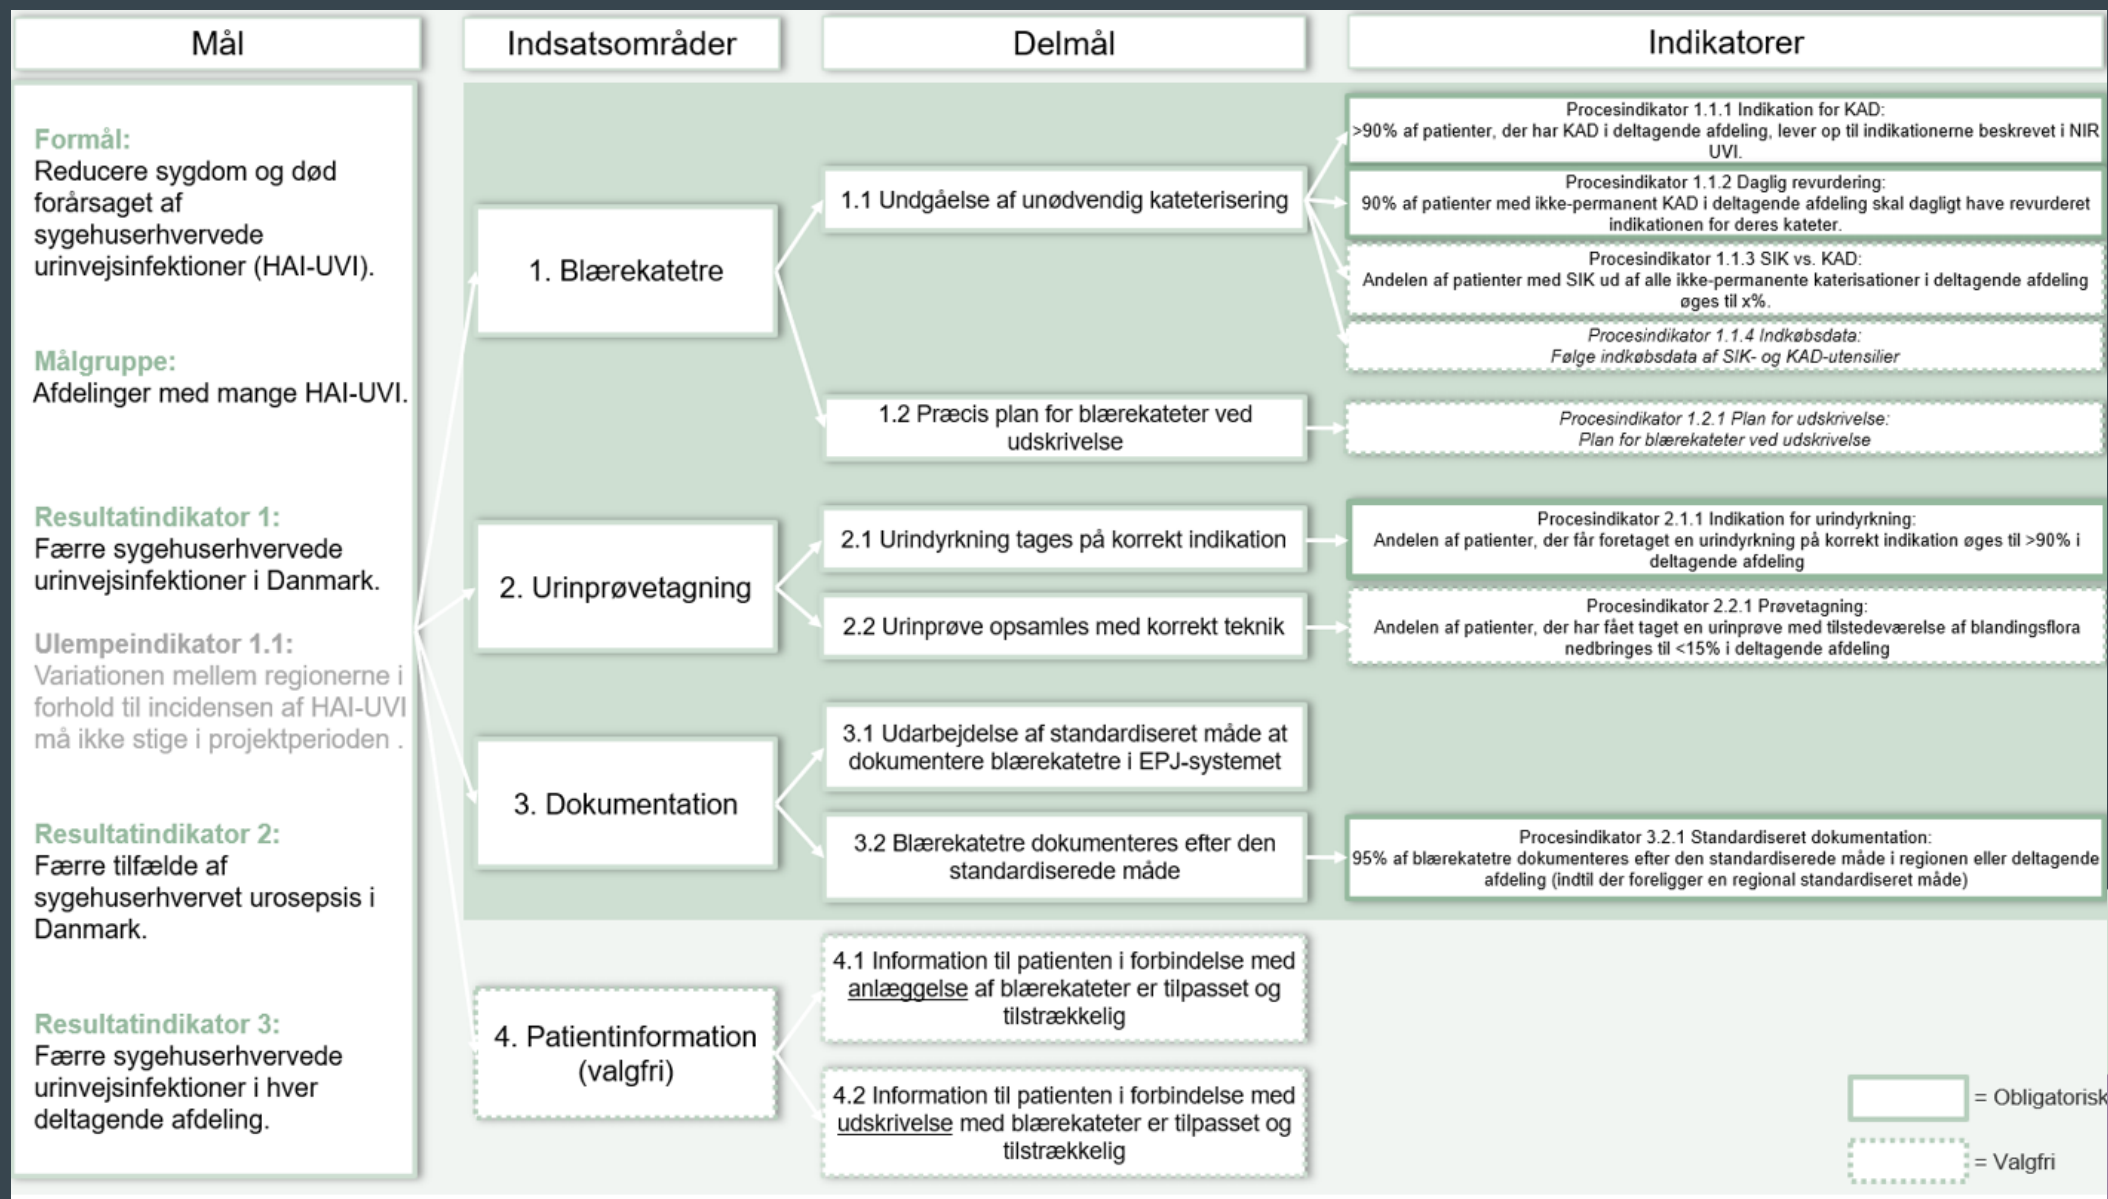 Mål
Indsatsområder
Delmål
Indikatorer
Formål:
Reducere sygdom og død
forårsaget af
sygehuserhvervede
urinvejsinfektioner (HAI-UVI).
Målgruppe:
Afdelinger med mange HAI-UVI.
Resultatindikator 1:
Færre sygehuserhvervede
urinvejsinfektioner i Danmark.
Ulempeindikator 1.1:
Variationen mellem regionerne i
forhold til incidensen af HAI-UVI
må ikke stige i projektperioden .
Resultatindikator 2:
Færre tilfælde af
sygehuserhvervet urosepsis i
Danmark.
Resultatindikator 3:
Færre sygehuserhvervede
urinvejsinfektioner i hver
deltagende afdeling.
1. Blærekatetre
1.1 Undgåelse af unødvendig kateterisering
Procesindikator 1.1.1 Indikation for KAD:
>90% af patienter, der har KAD i deltagende afdeling, lever op til indikationerne beskrevet i NIR
UVI.
Procesindikator 1.1.2 Daglig revurdering:
90% af patienter med ikke-permanent KAD i deltagende afdeling skal dagligt have revurderet
indikationen for deres kateter.
Procesindikator 1.1.3 SIK vs. KAD:
Andelen af patienter med SIK ud af alle ikke-permanente katerisationer i deltagende afdeling
øges til x%.
Procesindikator 1.1.4 Indkøbsdata:
Følge indkøbsdata af SIK- og KAD-utensilier
1.2 Præcis plan for blærekateter ved
udskrivelse
Procesindikator 1.2.1 Plan for udskrivelse:
Plan for blærekateter ved udskrivelse
2. Urinprøvetagning
2.1 Urindyrkning tages på korrekt indikation
Procesindikator 2.1.1 Indikation for urindyrkning:
Andelen af patienter, der får foretaget en urindyrkning på korrekt indikation øges til >90% i
deltagende afdeling
2.2 Urinprøve opsamles med korrekt teknik
Procesindikator 2.2.1 Prøvetagning:
Andelen af patienter, der har fået taget en urinprøve med tilstedeværelse af blandingsflora
nedbringes til <15% i deltagende afdeling
3. Dokumentation
3.1 Udarbejdelse af standardiseret måde at
dokumentere blærekatetre i EPJ-systemet
3.2 Blærekatetre dokumenteres efter den
standardiserede måde
Procesindikator 3.2.1 Standardiseret dokumentation:
95% af blærekatetre dokumenteres efter den standardiserede måde i regionen eller deltagende
afdeling (indtil der foreligger en regional standardiseret måde)
4. Patientinformation
(valgfri)
4.1 Information til patienten i forbindelse med
anlæggelse af blærekateter er tilpasset og
tilstrækkelig
4.2 Information til patienten i forbindelse med
udskrivelse med blærekateter er tilpasset og
tilstrækkelig
= Obligatorisk
= Valgfri